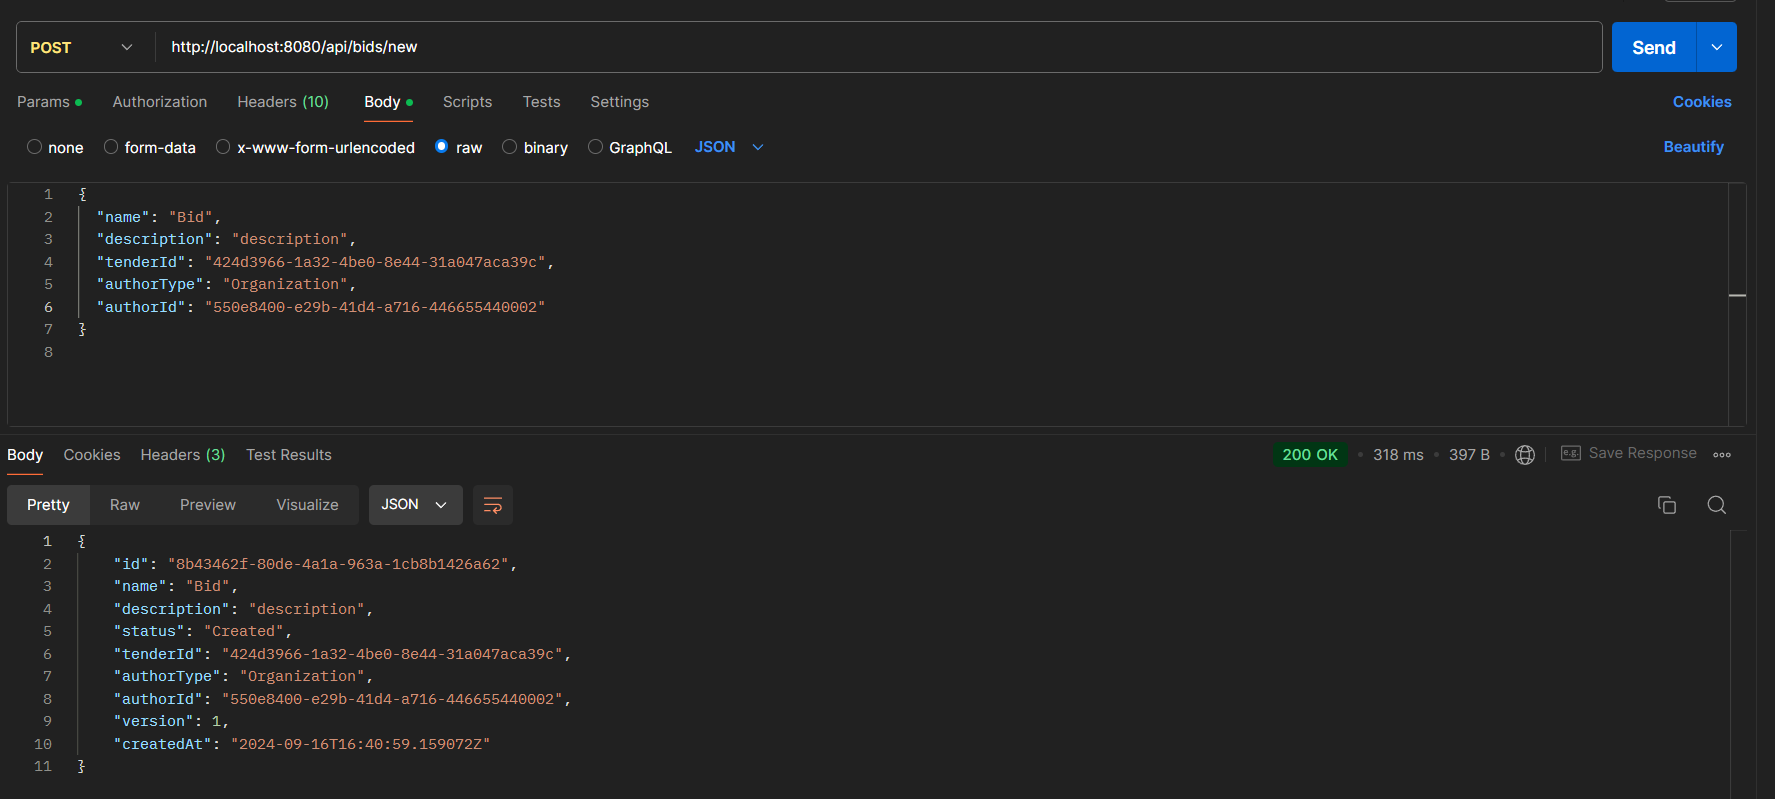 POST http://localhost:8080/api/bids/new Send
Params Authorization Headers (10) Body Scripts Tests Settings Cookies
none form-data x-www-form-urlencoded raw binary GraphQL JSON Beautify
1 {
2 "name": "Bid",
3 "description": "description",
4 "tenderId": "424d3966-1a32-4be0-8e44-31a047aca39c",
5 "authorType": "Organization",
6 "authorId": "550e8400-e29b-41d4-a716-446655440002"
7 }
8
Body Cookies Headers (3) Test Results 200 OK • 318 ms • 397 B • e.g. Save Response
Pretty Raw Preview Visualize JSON
1 {
2 "id": "8b43462f-80de-4a1a-963a-1cb8b1426a62",
3 "name": "Bid",
4 "description": "description",
5 "status": "Created",
6 "tenderId": "424d3966-1a32-4be0-8e44-31a047aca39c",
7 "authorType": "Organization",
8 "authorId": "550e8400-e29b-41d4-a716-446655440002",
9 "version": 1,
10 "createdAt": "2024-09-16T16:40:59.159072Z"
11 }